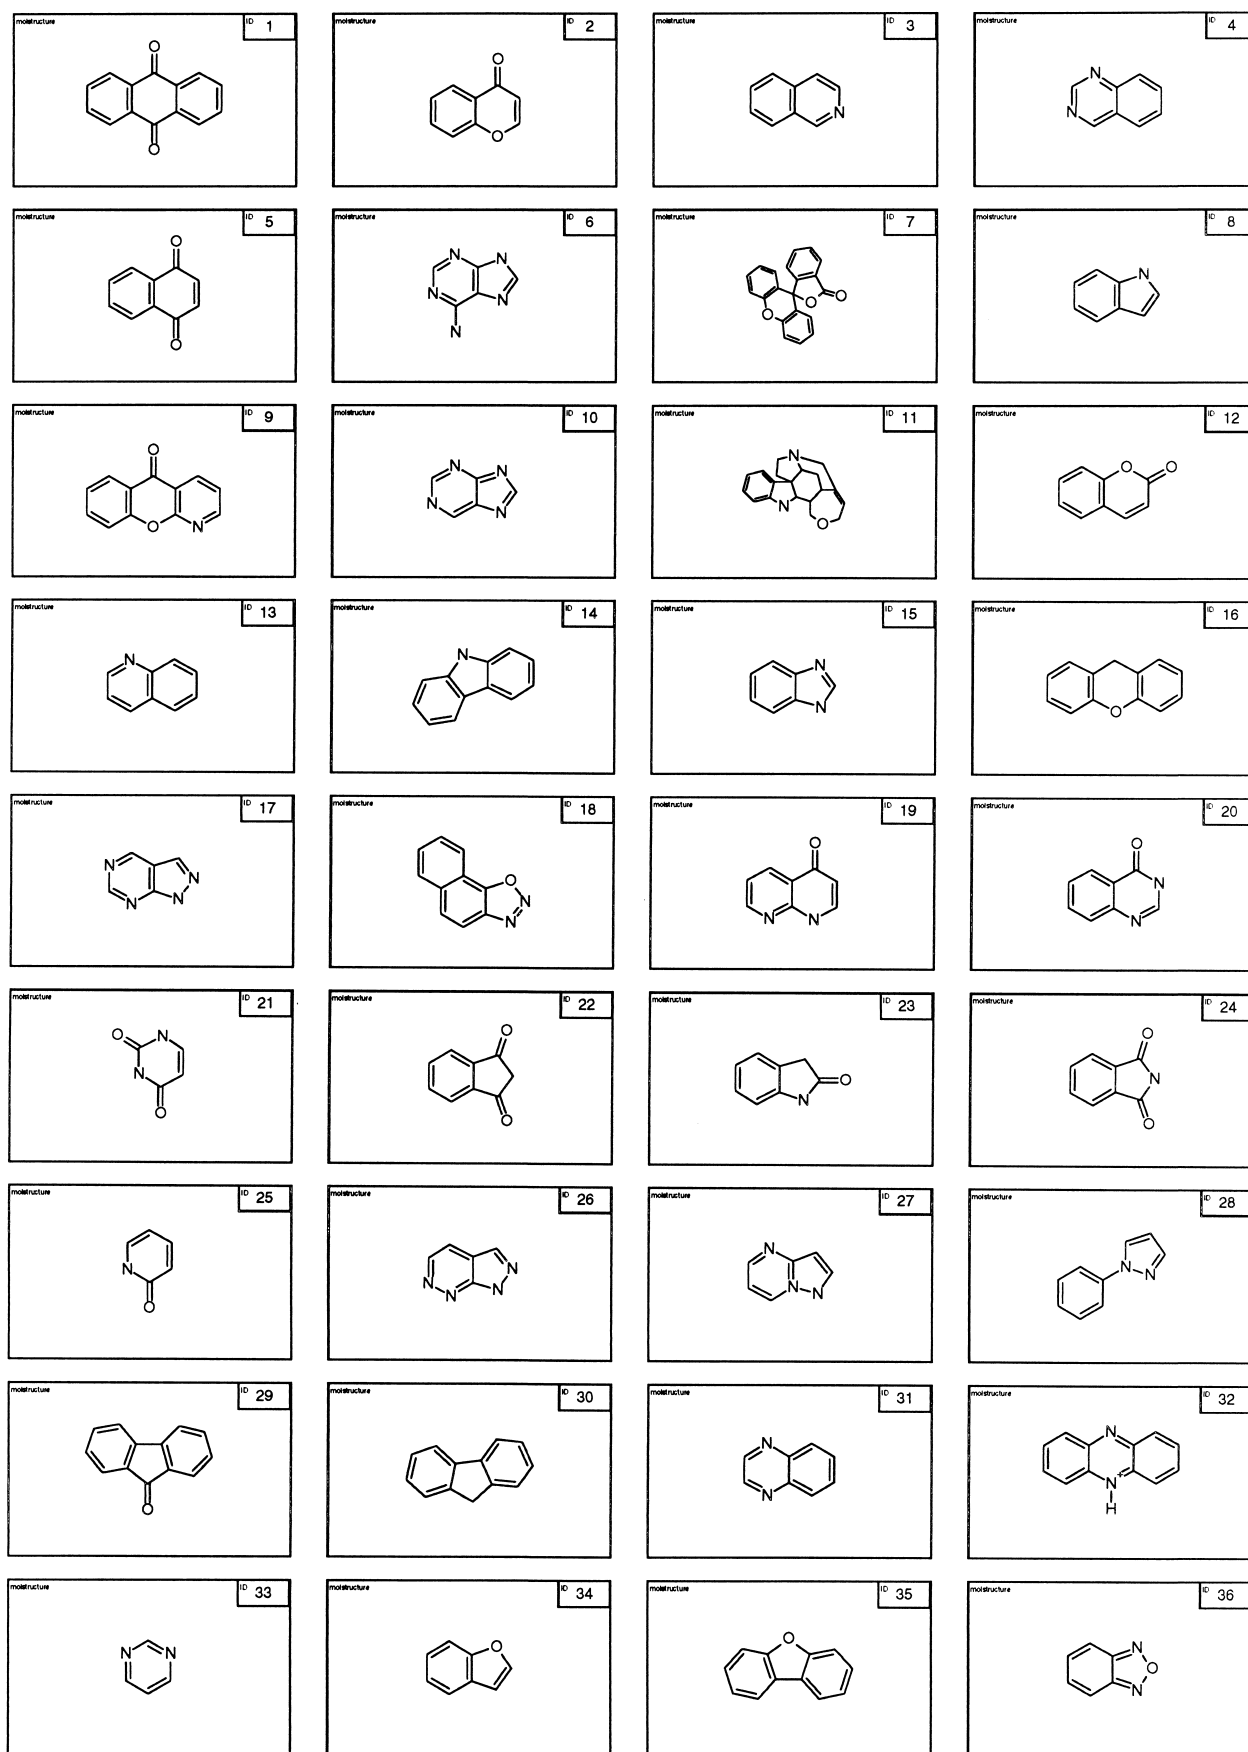 molstructure ID 1
O
O
molstructure ID 2
O
O
molstructure ID 3
N
molstructure ID 4
N
N
molstructure ID 5
O
O
molstructure ID 6
N N
N N
N
molstructure ID 7
O O
O
molstructure ID 8
N
molstructure ID 9
O
O N
molstructure ID 10
N N
N N
molstructure ID 11
N
N
O
molstructure ID 12
O O
molstructure ID 13
N
molstructure ID 14
N
molstructure ID 15
N
N
molstructure ID 16
O
molstructure ID 17
N N
N N
molstructure ID 18
O
N
N
molstructure ID 19
O
N N
molstructure ID 20
O
N
N
molstructure ID 21
O N
N
O
molstructure ID 22
O
O
molstructure ID 23
O
N
molstructure ID 24
O
N
O
molstructure ID 25
N
O
molstructure ID 26
N N
N N
molstructure ID 27
N
N N
molstructure ID 28
N N
molstructure ID 29
O
molstructure ID 30
molstructure ID 31
N
N
molstructure ID 32
N
N+
H
molstructure ID 33
N N
molstructure ID 34
O
molstructure ID 35
O
molstructure ID 36
N
O
N